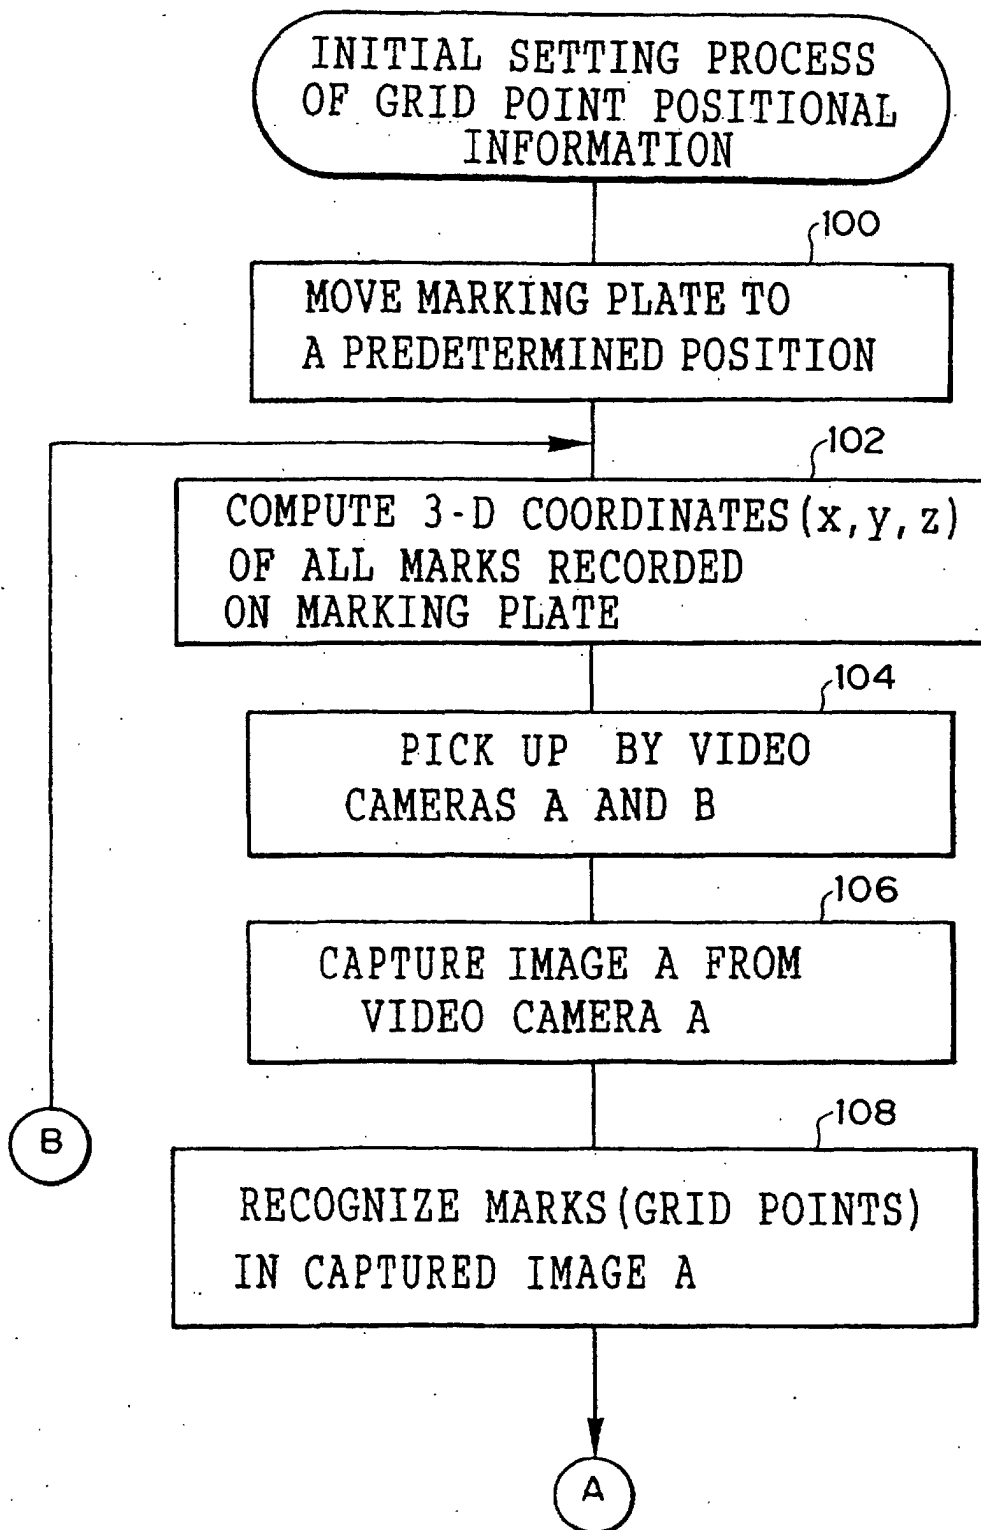 INITIAL SETTING PROCESS
OF GRID POINT POSITIONAL
INFORMATION
100
MOVE MARKING PLATE TO
A PREDETERMINED POSITION
102
COMPUTE 3-D COORDINATES (x, y, z)
OF ALL MARKS RECORDED
ON MARKING PLATE
104
PICK UP BY VIDEO
CAMERAS A AND B
106
CAPTURE IMAGE A FROM
VIDEO CAMERA A
108
B
RECOGNIZE MARKS (GRID POINTS)
IN CAPTURED IMAGE A
A